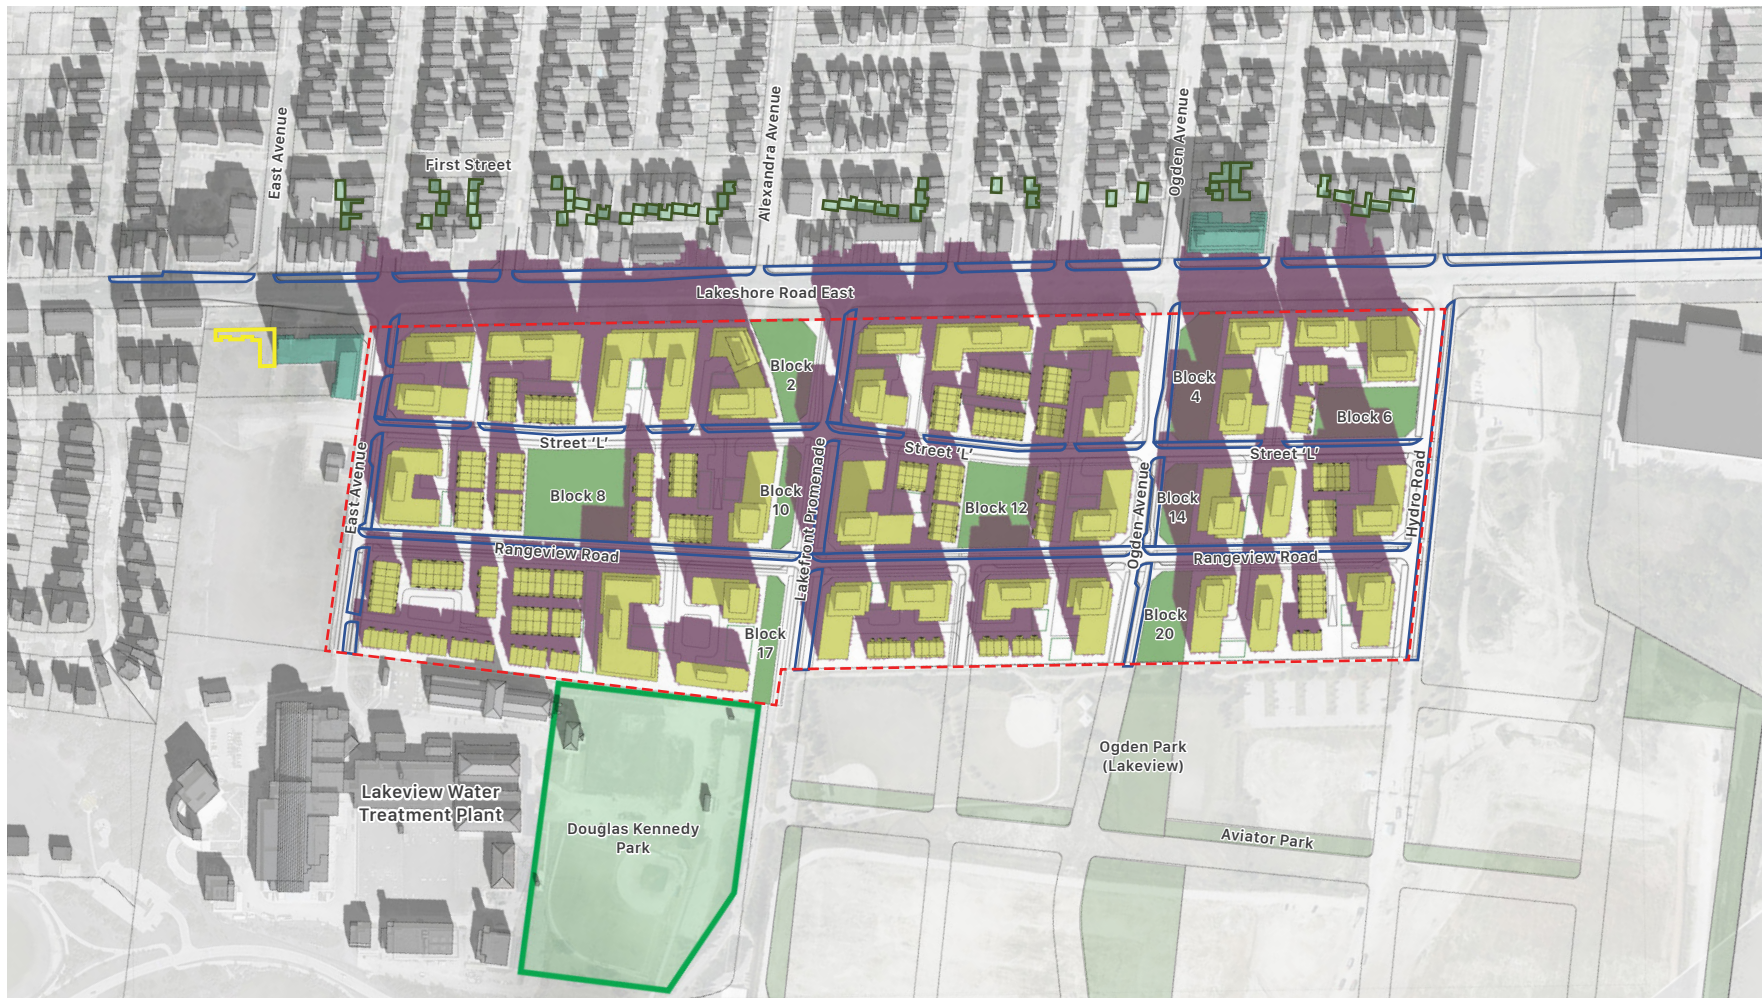 East Avenue
First Street
Alexandra Avenue
Ogden Avenue
Lakeshore Road East
Block
2
Block
4
Block 6
Street ‘L’
Street ‘L’
Street ‘L’
East Avenue
Block 8
Block
10
Lakefront Promenade
Block 12
Ogden Avenue
Block
14
Hydro Road
Rangeview Road
Rangeview Road
Block
17
Block
20
Ogden Park
(Lakeview)
Lakeview Water
Treatment Plant
Douglas Kennedy
Park
Aviator Park